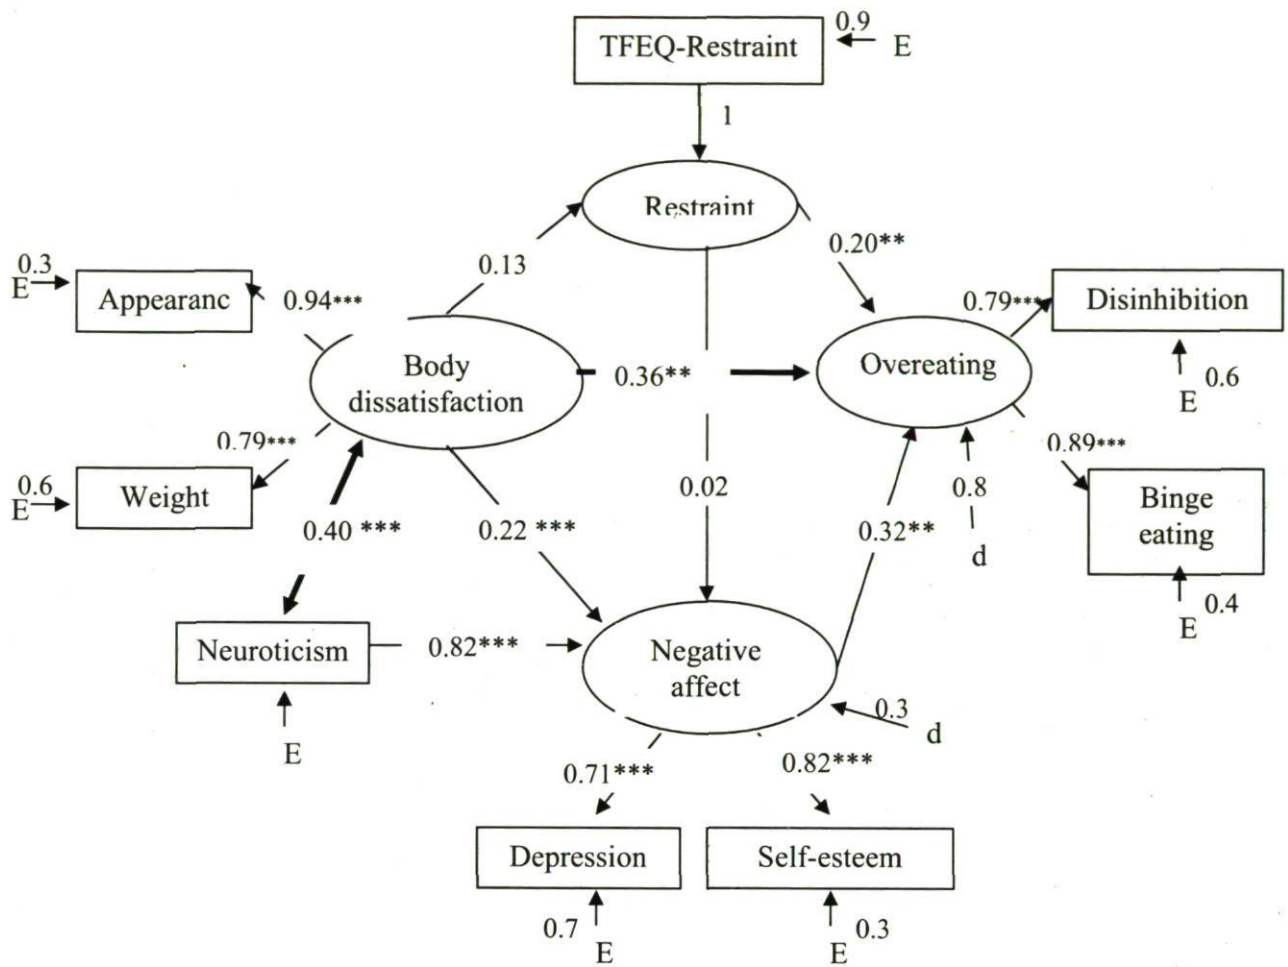 0.9
TFEQ-Restraint
E
1
Restraint
0.20**
0.13
0.3
E
Appearanc
0.94***
0.79***
Disinhibition
Body
dissatisfaction
0.36**
Overeating
0.6
E
0.79***
0.89***
0.6
E
Weight
0.40 ***
0.22 ***
0.02
0.32**
0.8
d
Binge
eating
0.4
E
Neuroticism
0.82***
Negative
affect
E
0.3
d
0.71***
0.82***
Depression
Self-esteem
0.7
E
0.3
E